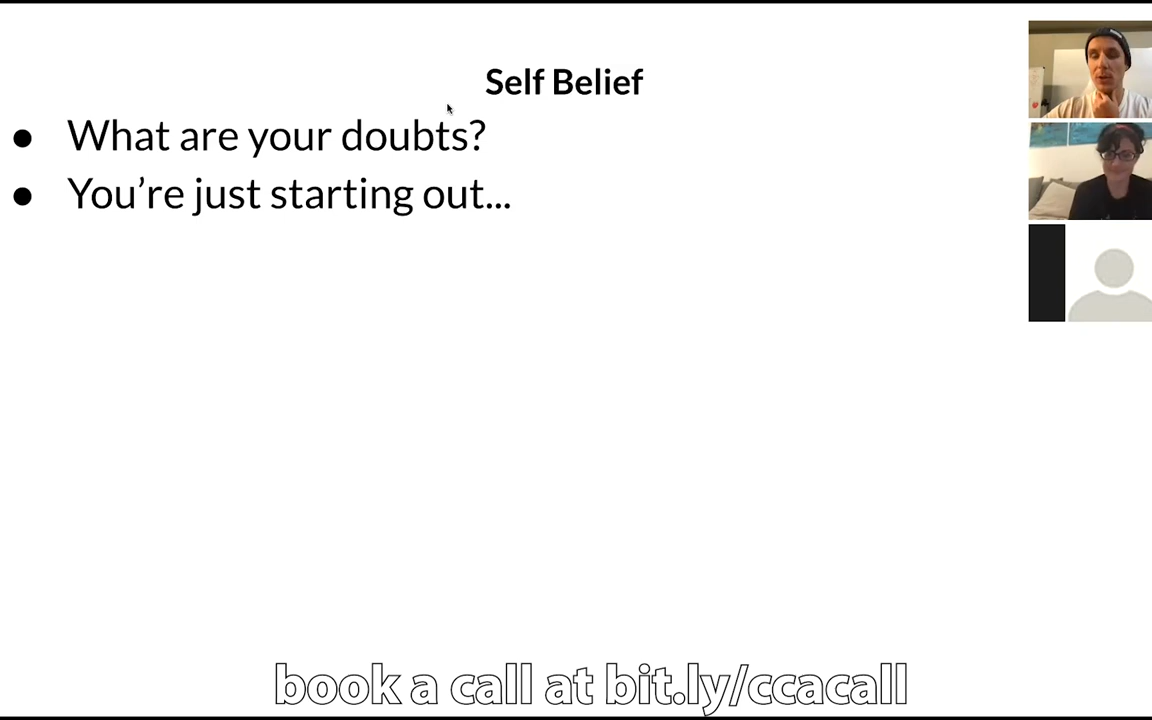 Self Belief
● What are your doubts?
● You’re just starting out...
book a call at bit.ly/ccacall